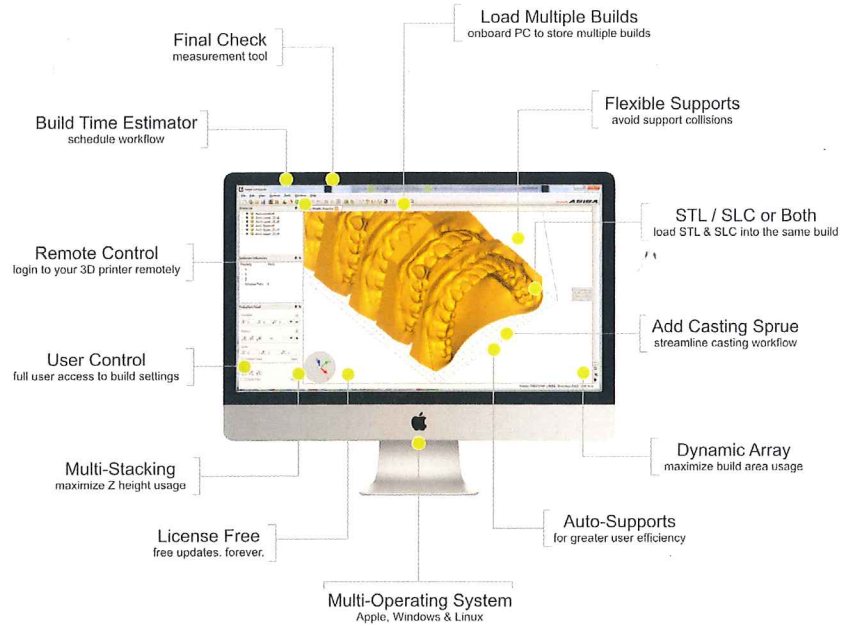 Load Multiple Builds
onboard PC to store multiple builds
Final Check
measurement tool
Flexible Supports
avoid support collisions
Build Time Estimator
schedule workflow
ASIGA
STL / SLC or Both
load STL & SLC into the same build
Remote Control
login to your 3D printer remotely
Add Casting Sprue
streamline casting workflow
User Control
full user access to build settings
Dynamic Array
maximize build area usage
Multi-Stacking
maximize Z height usage
Auto-Supports
for greater user efficiency
License Free
free updates. forever.
Multi-Operating System
Apple, Windows & Linux